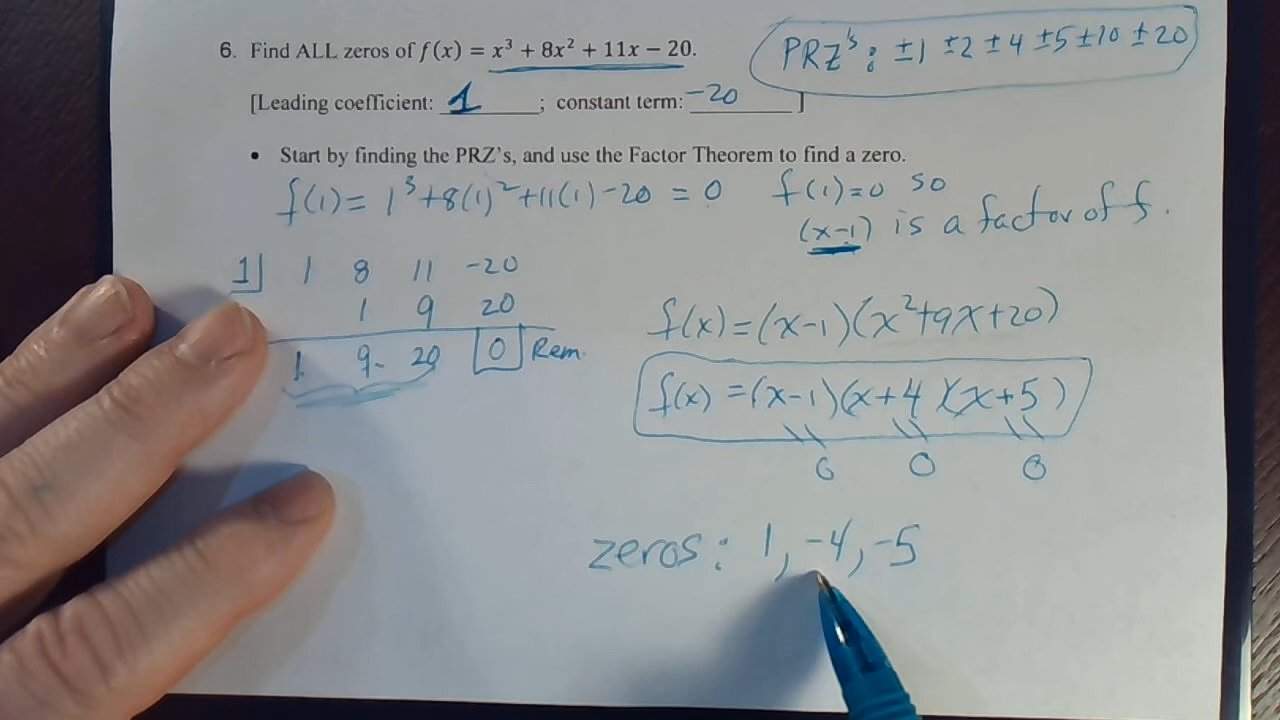 6. Find ALL zeros of f(x) = x³ + 8x² + 11x − 20.
PRZ's : ±1 ±2 ±4 ±5 ±10 ±20
[Leading coefficient: 1 ; constant term: -20 ]
• Start by finding the PRZ's, and use the Factor Theorem to find a zero.
f(1) = 1³+8(1)²+11(1)-20 = 0
f(1)=0 so
(x-1) is a factor of f.
1 1 8 11 -20
1 9 20
1 9 20 0 Rem.
f(x)=(x-1)(x²+9x+20)
f(x) =(x-1)(x+4)(x+5)
0 0 0
zeros: 1, -4, -5